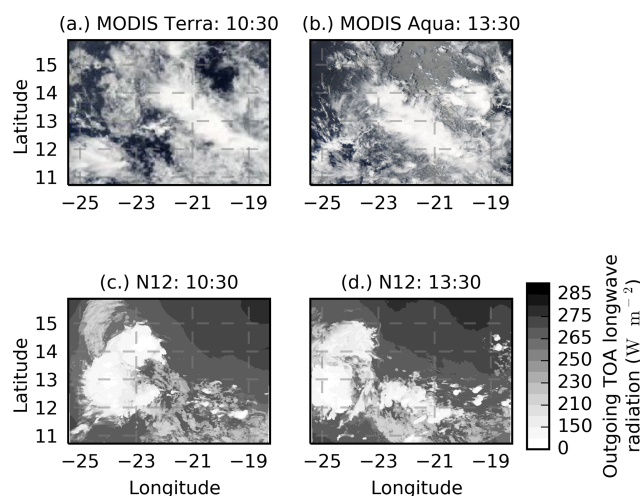 (a.) MODIS Terra: 10:30
(b.) MODIS Aqua: 13:30
Latitude
15
14
13
12
11
−25 −23 −21 −19
−25 −23 −21 −19
(c.) N12: 10:30
(d.) N12: 13:30
Latitude
15
14
13
12
11
−25 −23 −21 −19
−25 −23 −21 −19
Longitude
Longitude
285
275
265
250
230
210
150
0
Outgoing TOA longwave
radiation (W m⁻²)